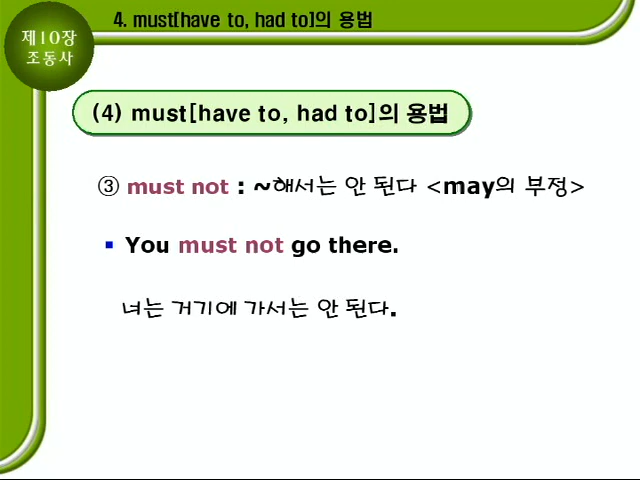 4. must[have to, had to]의 용법
제10장
조동사
(4) must[have to, had to]의 용법
③ must not : ~해서는 안 된다 <may의 부정>
▪ You must not go there.
너는 거기에 가서는 안 된다.